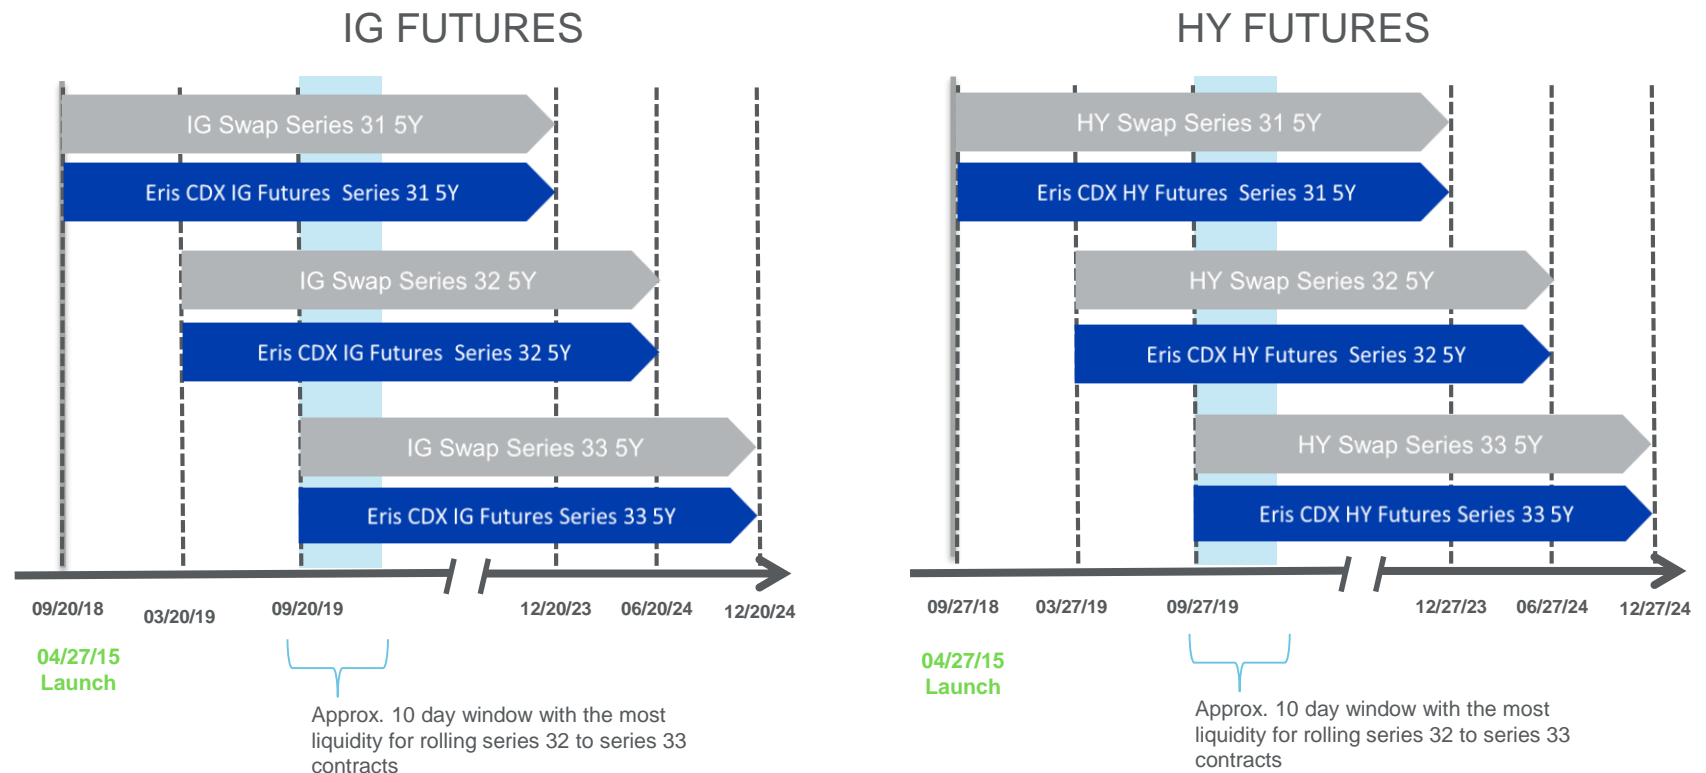 IG FUTURES
IG Swap Series 31 5Y
Eris CDX IG Futures  Series 31 5Y
IG Swap Series 32 5Y
Eris CDX IG Futures  Series 32 5Y
IG Swap Series 33 5Y
Eris CDX IG Futures Series 33 5Y
09/20/18
03/20/19
09/20/19
12/20/23
06/20/24
12/20/24
04/27/15
Launch
Approx. 10 day window with the most
liquidity for rolling series 32 to series 33
contracts
HY FUTURES
HY Swap Series 31 5Y
Eris CDX HY Futures  Series 31 5Y
HY Swap Series 32 5Y
Eris CDX HY Futures  Series 32 5Y
HY Swap Series 33 5Y
Eris CDX HY Futures Series 33 5Y
09/27/18
03/27/19
09/27/19
12/27/23
06/27/24
12/27/24
04/27/15
Launch
Approx. 10 day window with the most
liquidity for rolling series 32 to series 33
contracts